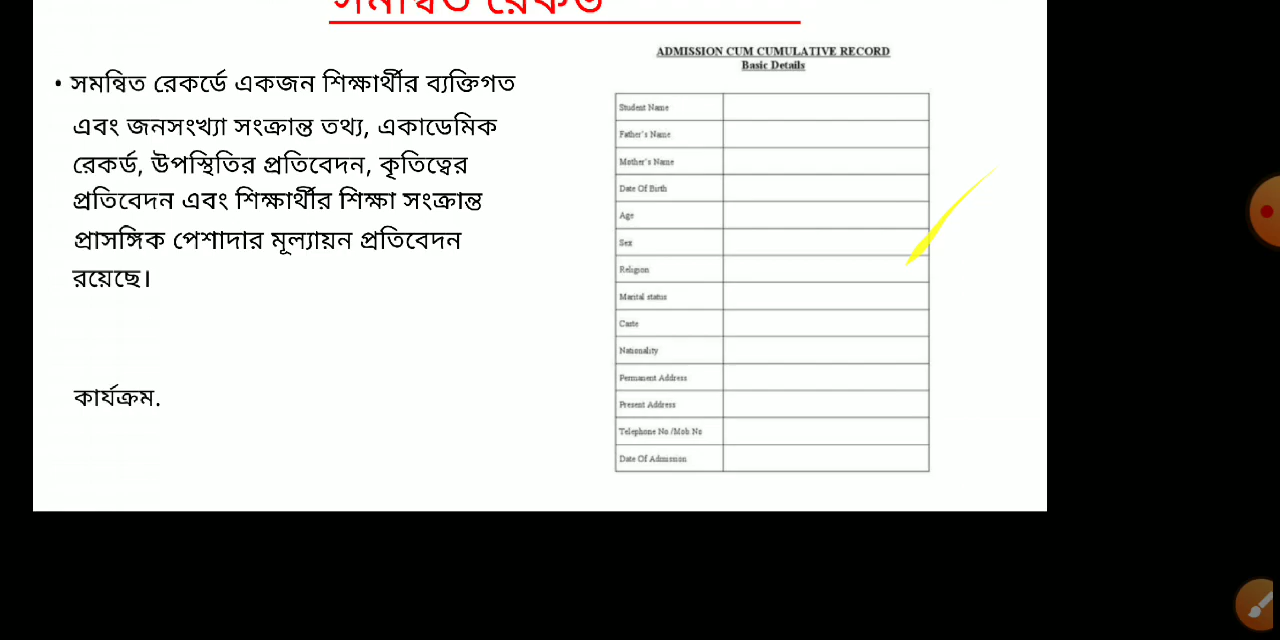 সমন্বিত রেকর্ড
• সমন্বিত রেকর্ডে একজন শিক্ষার্থীর ব্যক্তিগত
এবং জনসংখ্যা সংক্রান্ত তথ্য, একাডেমিক
রেকর্ড, উপস্থিতির প্রতিবেদন, কৃতিত্বের
প্রতিবেদন এবং শিক্ষার্থীর শিক্ষা সংক্রান্ত
প্রাসঙ্গিক পেশাদার মূল্যায়ন প্রতিবেদন
রয়েছে।
কার্যক্রম.
ADMISSION CUM CUMULATIVE RECORD
Basic Details
Student Name
Father's Name
Mother's Name
Date Of Birth
Age
Sex
Religion
Marital status
Caste
Nationality
Permanent Address
Present Address
Telephone No /Mob No
Date Of Admission